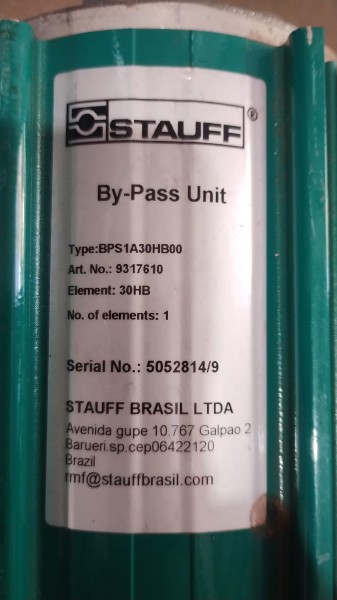 STAUFF®
By-Pass Unit
Type:BPS1A30HB00
Art. No.: 9317610
Element: 30HB
No. of elements: 1
Serial No.: 5052814/9
STAUFF BRASIL LTDA
Avenida gupe 10.767 Galpao 2
Barueri.sp.cep06422120
Brazil
rmf@stauffbrasil.com